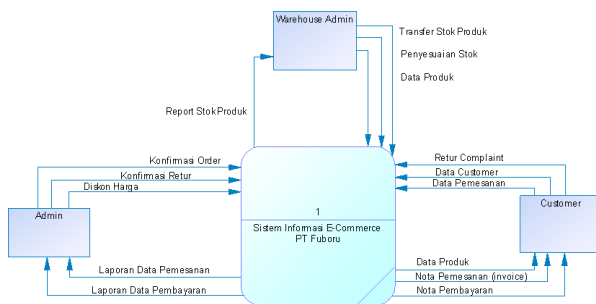 Warehouse Admin
Transfer Stok Produk
Penyesuaian Stok
Data Produk
Report Stok Produk
Konfirmasi Order
Konfirmasi Retur
Diskon Harga
Admin
Retur Complaint
Data Customer
Data Pemesanan
Customer
1
Sistem Informasi E-Commerce
PT Fuboru
Laporan Data Pemesanan
Laporan Data Pembayaran
Data Produk
Nota Pemesanan (invoice)
Nota Pembayaran